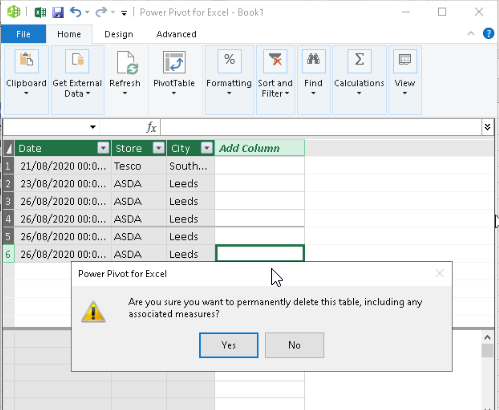 Power Pivot for Excel - Book1
File Home Design Advanced
Clipboard Get External Data Refresh PivotTable Formatting Sort and Filter Find Calculations View
fx
Date Store City Add Column
1 21/08/2020 00:0... Tesco South...
2 23/08/2020 00:0... ASDA Leeds
3 26/08/2020 00:0... ASDA Leeds
4 26/08/2020 00:0... ASDA Leeds
5 26/08/2020 00:0... ASDA Leeds
6 26/08/2020 00:0... ASDA Leeds
Power Pivot for Excel
Are you sure you want to permanently delete this table, including any
associated measures?
Yes No